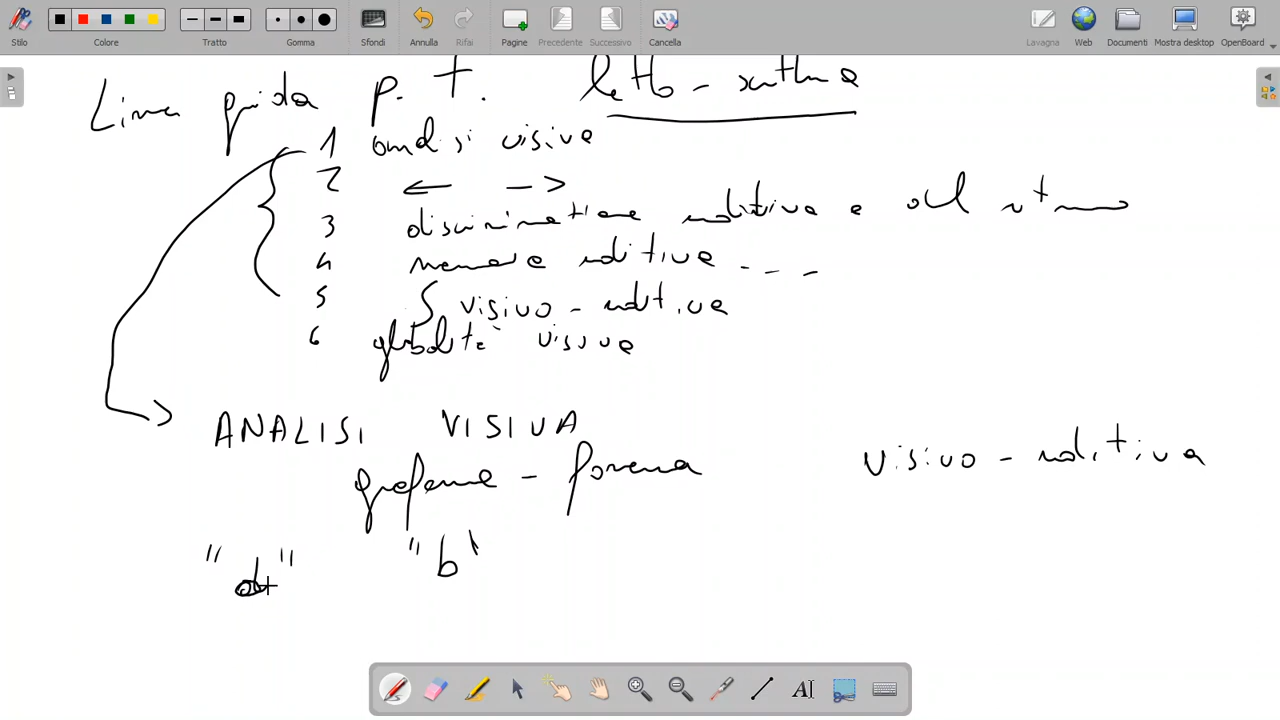 Stilo Colore Tratto Gomma Sfondi Annulla Rifai Pagine Precedente Successivo Cancella Lavagna Web Documenti Mostra desktop OpenBoard
Linea guida p. T. letto - scrittura
1 analisi visiva
2 ← →
3 discriminazione uditiva e del ritmo
4 memoria uditiva - - -
5 ∫ visivo - uditiva
6 globalità visiva
ANALISI VISIVA
grafema - fonema
visivo - uditiva
"d" "b"